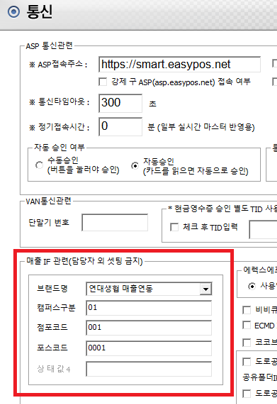 통신
ASP 통신관련
※ ASP접속주소 : https://smart.easypos.net
강제 구 ASP(asp.easypos.net) 접속 여부
※ 통신타임아웃 : 300 초
※ 정기접속시간 : 0 분 (일부 실시간 마스터 반영용)
자동 승인 여부
수동승인
(버튼을 눌러야 승인)
자동승인
(카드를 읽으면 자동으로 승인)
VAN통신관련
단말기 번호
* 현금영수증 승인 별도 TID 사용
체크 후 TID입력
매출 IF 관련(담당자 외 셋팅 금지)
브랜드명 연대생협 매출연동
캠퍼스구분 01
점포코드 001
포스코드 0001
상 태 값 4
에렉스에
사용
비비큐
ECMD
코코브
도로공
공유폴더
도로공